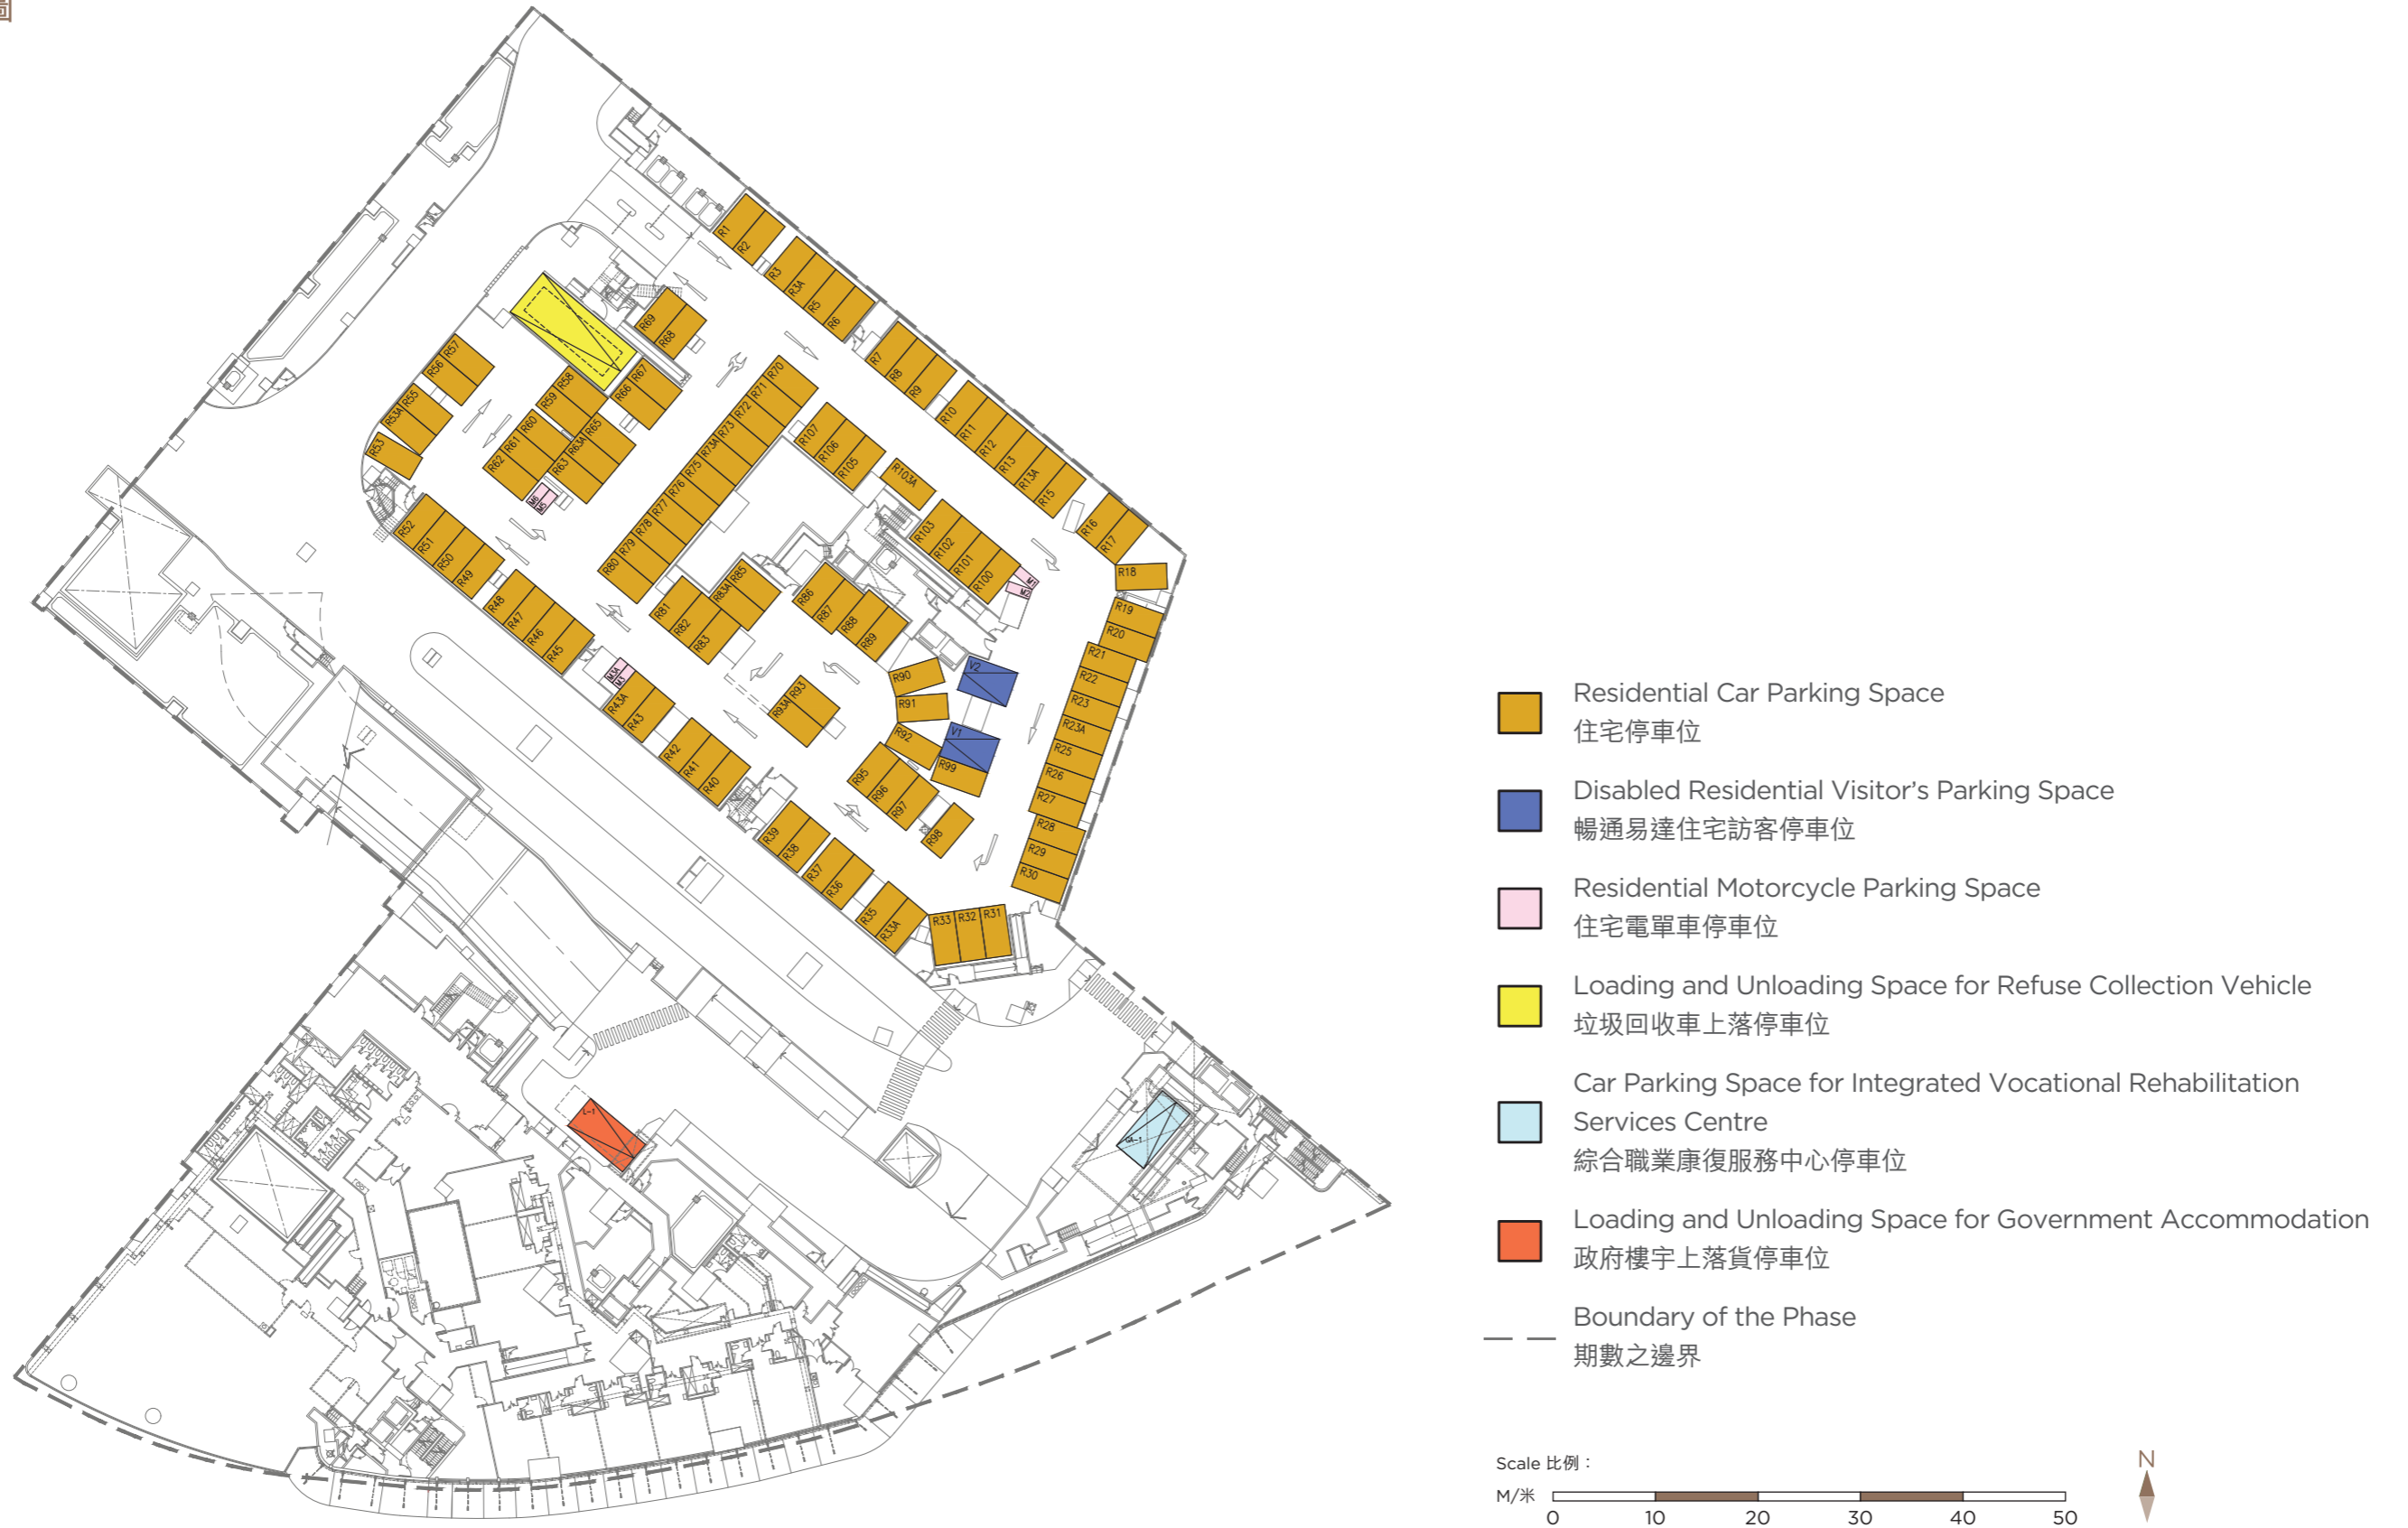 圖
R1
R2
R3
R3A
R5
R6
R7
R8
R9
R10
R11
R12
R13
R13A
R15
R16
R17
R18
R19
R20
R21
R22
R23
R23A
R25
R26
R27
R28
R29
R30
R31
R32
R33
R33A
R35
R36
R37
R38
R39
R40
R41
R42
R43
R43A
M3
M3A
R45
R46
R47
R48
R49
R50
R51
R52
R53
R53A
R55
R56
R57
R58
R59
R60
R61
R62
R63
R63A
R65
M5
M6
R66
R67
R68
R69
R70
R71
R72
R73
R73A
R75
R76
R77
R78
R79
R80
R81
R82
R83
R83A
R85
R86
R87
R88
R89
R90
R91
R92
R93
R93A
R95
R96
R97
R98
R99
V1
V2
R100
R101
R102
R103
R103A
R105
R106
R107
M1
M2
L-1
GA-1
Residential Car Parking Space
住宅停車位
Disabled Residential Visitor’s Parking Space
暢通易達住宅訪客停車位
Residential Motorcycle Parking Space
住宅電單車停車位
Loading and Unloading Space for Refuse Collection Vehicle
垃圾回收車上落停車位
Car Parking Space for Integrated Vocational Rehabilitation
Services Centre
綜合職業康復服務中心停車位
Loading and Unloading Space for Government Accommodation
政府樓宇上落貨停車位
Boundary of the Phase
期數之邊界
Scale 比例：
M/米
0 10 20 30 40 50
N